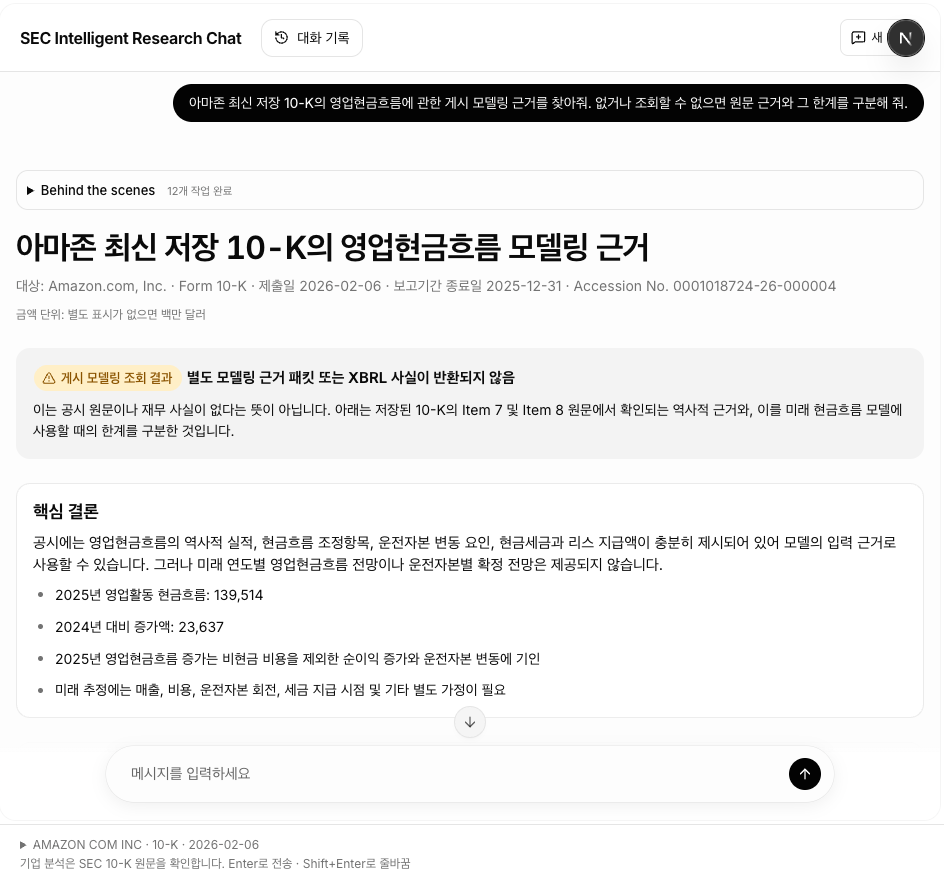 SEC Intelligent Research Chat
대화 기록
새
N
아마존 최신 저장 10-K의 영업현금흐름에 관한 게시 모델링 근거를 찾아줘. 없거나 조회할 수 없으면 원문 근거와 그 한계를 구분해 줘.
Behind the scenes 12개 작업 완료
아마존 최신 저장 10-K의 영업현금흐름 모델링 근거
대상: Amazon.com, Inc. · Form 10-K · 제출일 2026-02-06 · 보고기간 종료일 2025-12-31 · Accession No. 0001018724-26-000004
금액 단위: 별도 표시가 없으면 백만 달러
게시 모델링 조회 결과 별도 모델링 근거 패킷 또는 XBRL 사실이 반환되지 않음
이는 공시 원문이나 재무 사실이 없다는 뜻이 아닙니다. 아래는 저장된 10-K의 Item 7 및 Item 8 원문에서 확인되는 역사적 근거와, 이를 미래 현금흐름 모델에
사용할 때의 한계를 구분한 것입니다.
핵심 결론
공시에는 영업현금흐름의 역사적 실적, 현금흐름 조정항목, 운전자본 변동 요인, 현금세금과 리스 지급액이 충분히 제시되어 있어 모델의 입력 근거로
사용할 수 있습니다. 그러나 미래 연도별 영업현금흐름 전망이나 운전자본별 확정 전망은 제공되지 않습니다.
2025년 영업활동 현금흐름: 139,514
2024년 대비 증가액: 23,637
2025년 영업현금흐름 증가는 비현금 비용을 제외한 순이익 증가와 운전자본 변동에 기인
미래 추정에는 매출, 비용, 운전자본 회전, 세금 지급 시점 및 기타 별도 가정이 필요
메시지를 입력하세요
AMAZON COM INC · 10-K · 2026-02-06
기업 분석은 SEC 10-K 원문을 확인합니다. Enter로 전송 · Shift+Enter로 줄바꿈